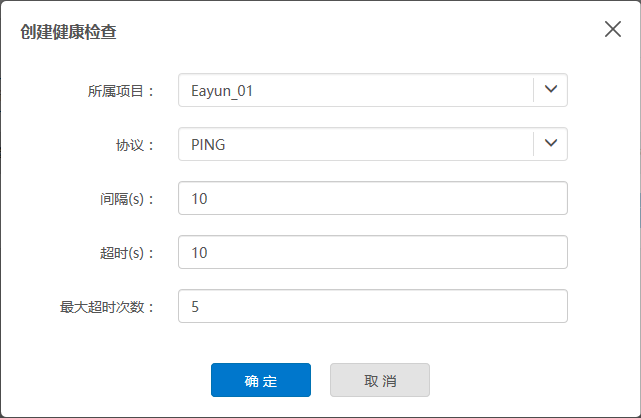 创建健康检查
所属项目： Eayun_01
协议： PING
间隔(s)： 10
超时(s)： 10
最大超时次数： 5
确 定 取 消